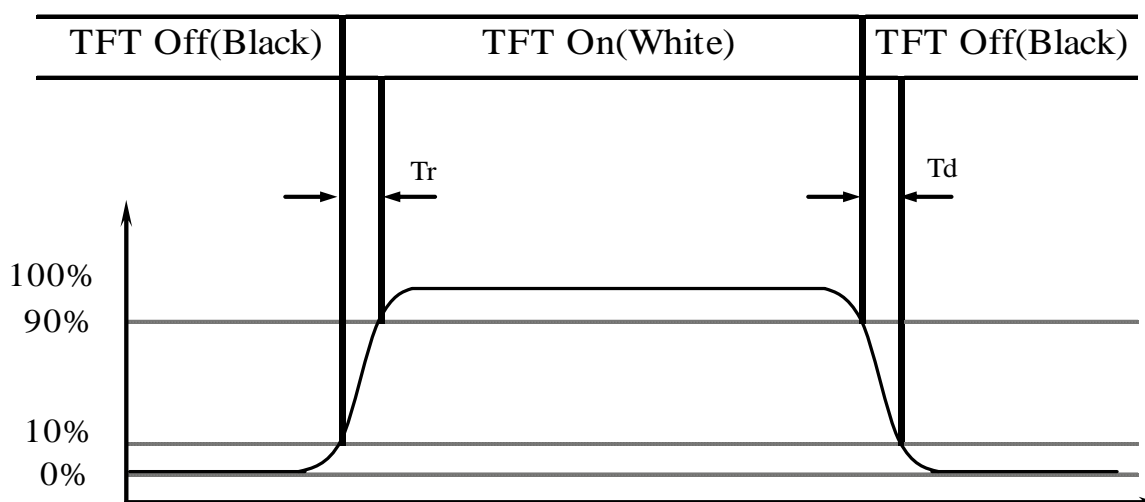 TFT Off(Black) TFT On(White) TFT Off(Black)
Tr
Td
100%
90%
10%
0%